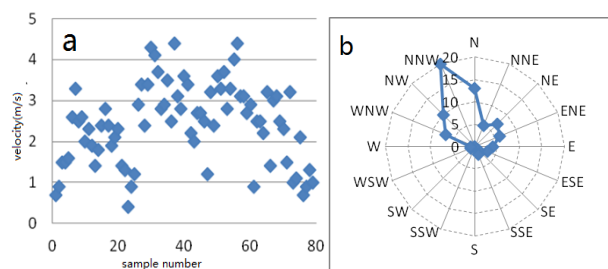 a
5
4
3
2
1
0
velocity(m/s)
0
20
40
60
80
sample number
b
N
NNE
NE
ENE
E
ESE
SE
SSE
S
SSW
SW
WSW
W
WNW
NW
NNW
20
15
10
5
0